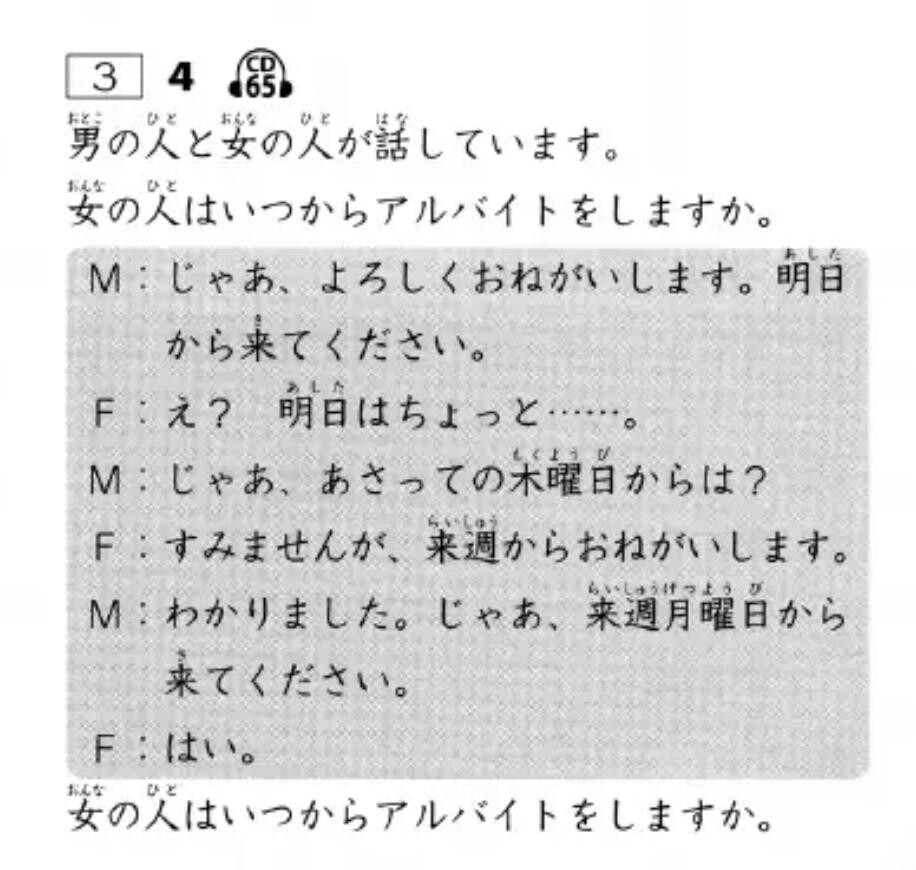 3 4 CD 65
男の人と女の人が話しています。
女の人はいつからアルバイトをしますか。
M：じゃあ、よろしくおねがいします。明日
から来てください。
F：え？　明日はちょっと……。
M：じゃあ、あさっての木曜日からは？
F：すみませんが、来週からおねがいします。
M：わかりました。じゃあ、来週月曜日から
来てください。
F：はい。
女の人はいつからアルバイトをしますか。